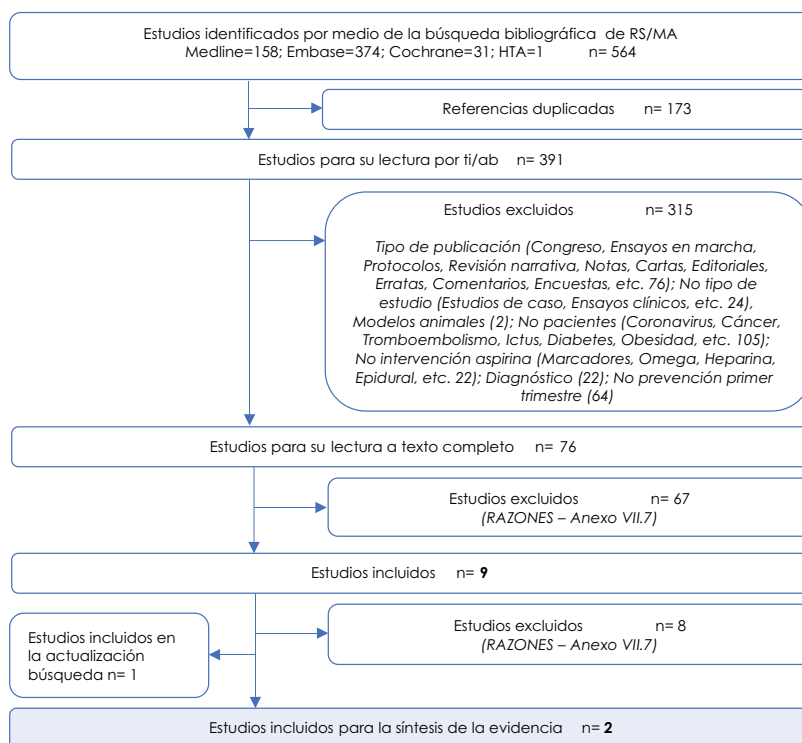 Estudios identificados por medio de la búsqueda bibliográfica de RS/MA
Medline=158; Embase=374; Cochrane=31; HTA=1 n= 564
Referencias duplicadas n= 173
Estudios para su lectura por ti/ab n= 391
Estudios excluidos n= 315
Tipo de publicación (Congreso, Ensayos en marcha,
Protocolos, Revisión narrativa, Notas, Cartas, Editoriales,
Erratas, Comentarios, Encuestas, etc. 76); No tipo de
estudio (Estudios de caso, Ensayos clínicos, etc. 24),
Modelos animales (2); No pacientes (Coronavirus, Cáncer,
Tromboembolismo, Ictus, Diabetes, Obesidad, etc. 105);
No intervención aspirina (Marcadores, Omega, Heparina,
Epidural, etc. 22); Diagnóstico (22); No prevención primer
trimestre (64)
Estudios para su lectura a texto completo n= 76
Estudios excluidos n= 67
(RAZONES – Anexo VII.7)
Estudios incluidos n= 9
Estudios excluidos n= 8
(RAZONES – Anexo VII.7)
Estudios incluidos en
la actualización
búsqueda n= 1
Estudios incluidos para la síntesis de la evidencia n= 2